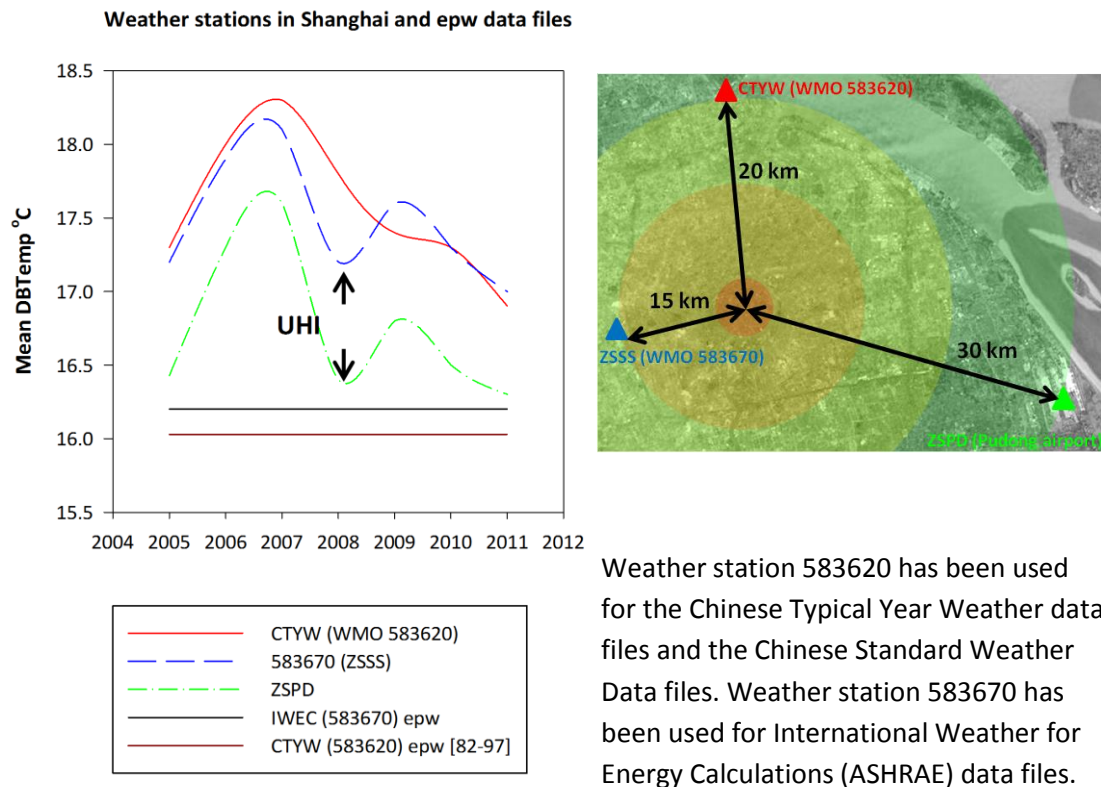 Weather stations in Shanghai and epw data files
18.5
18.0
17.5
17.0
16.5
16.0
15.5
Mean DBTemp °C
UHI
2004 2005 2006 2007 2008 2009 2010 2011 2012
CTYW (WMO 583620)
583670 (ZSSS)
ZSPD
IWEC (583670) epw
CTYW (583620) epw [82-97]
CTYW (WMO 583620)
20 km
15 km
ZSSS (WMO 583670)
30 km
ZSPD (Pudong airport)
Weather station 583620 has been used
for the Chinese Typical Year Weather data
files and the Chinese Standard Weather
Data files. Weather station 583670 has
been used for International Weather for
Energy Calculations (ASHRAE) data files.